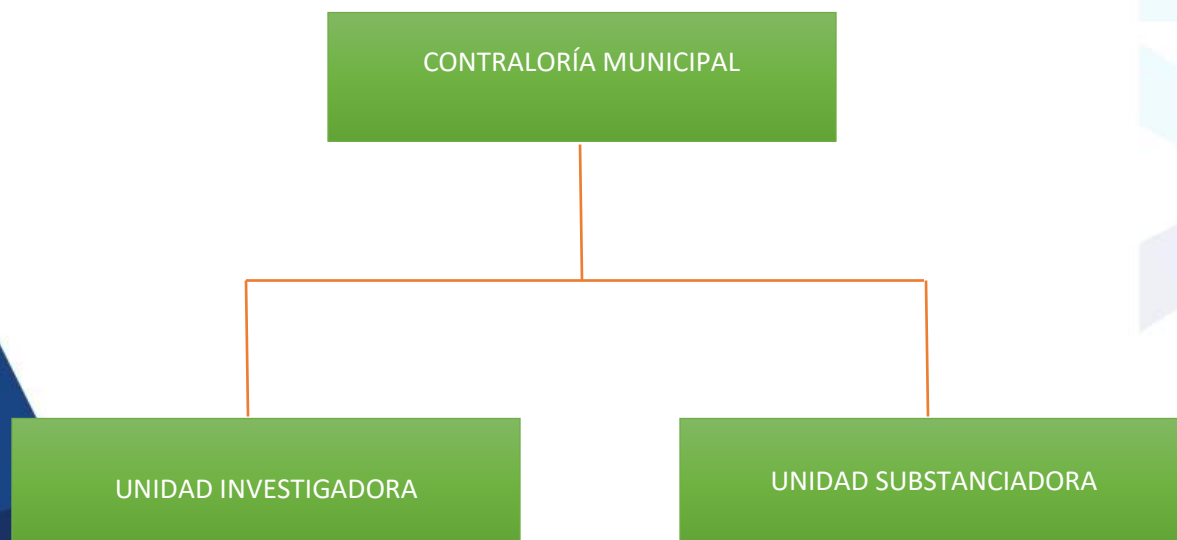 CONTRALORÍA MUNICIPAL
UNIDAD INVESTIGADORA
UNIDAD SUBSTANCIADORA